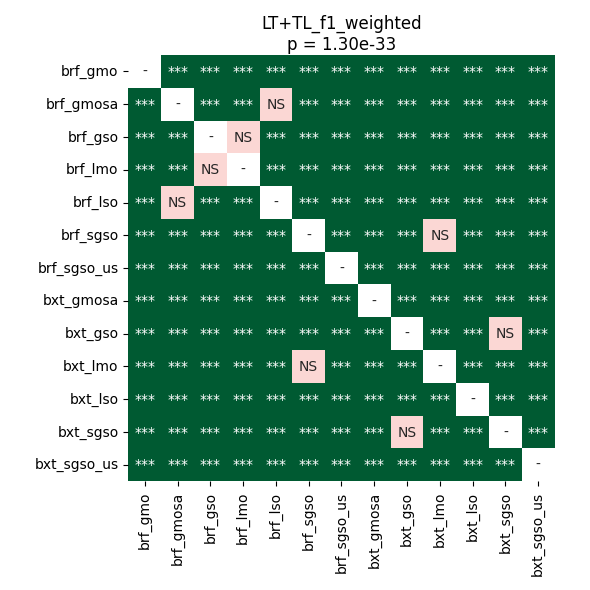 LT+TL_f1_weighted
p = 1.30e-33
brf_gmo - *** *** *** *** *** *** *** *** *** *** *** ***
brf_gmosa *** - *** *** NS *** *** *** *** *** *** *** ***
brf_gso *** *** - NS *** *** *** *** *** *** *** *** ***
brf_lmo *** *** NS - *** *** *** *** *** *** *** *** ***
brf_lso *** NS *** *** - *** *** *** *** *** *** *** ***
brf_sgso *** *** *** *** *** - *** *** *** NS *** *** ***
brf_sgso_us *** *** *** *** *** *** - *** *** *** *** *** ***
bxt_gmosa *** *** *** *** *** *** *** - *** *** *** *** ***
bxt_gso *** *** *** *** *** *** *** *** - *** *** NS ***
bxt_lmo *** *** *** *** *** NS *** *** *** - *** *** ***
bxt_lso *** *** *** *** *** *** *** *** *** *** - *** ***
bxt_sgso *** *** *** *** *** *** *** *** NS *** *** - ***
bxt_sgso_us *** *** *** *** *** *** *** *** *** *** *** *** -
brf_gmo
brf_gmosa
brf_gso
brf_lmo
brf_lso
brf_sgso
brf_sgso_us
bxt_gmosa
bxt_gso
bxt_lmo
bxt_lso
bxt_sgso
bxt_sgso_us